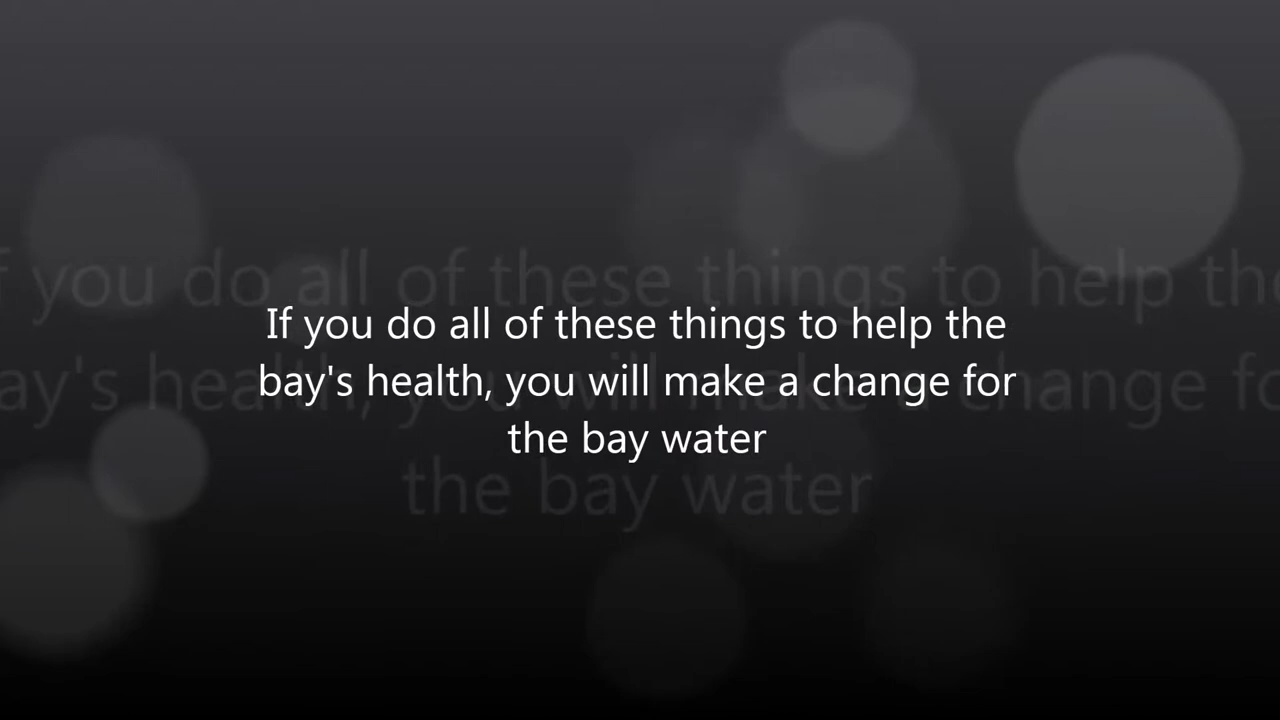 If you do all of these things to help the
bay's health, you will make a change for
the bay water